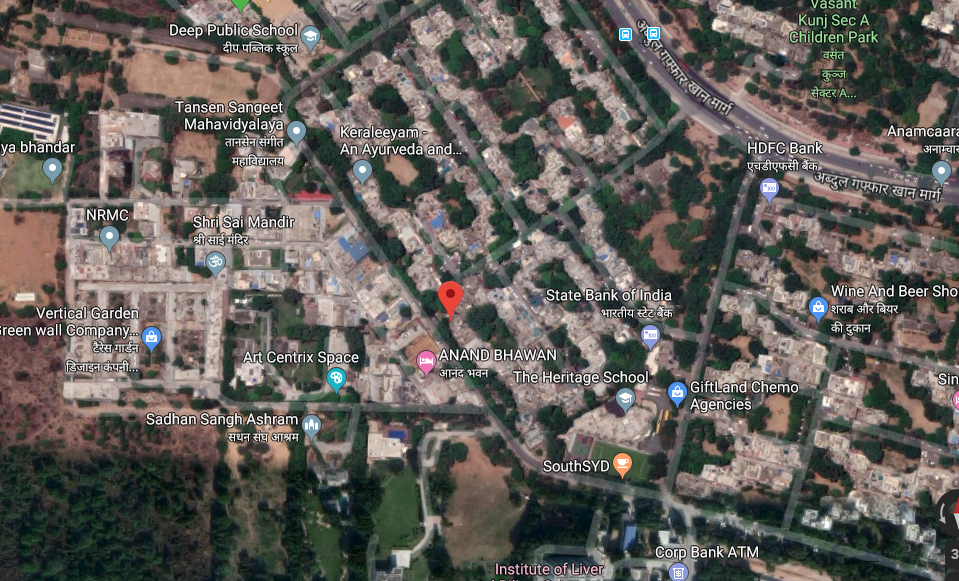 Vasant
Kunj Sec A
Children Park
वसंत
कुञ्ज
सेक्टर A...
Deep Public School
दीप पब्लिक स्कूल
अब्दुल गफ्फार खान मार्ग
Tansen Sangeet
Mahavidyalaya
तानसेन संगीत
महाविद्यालय
Keraleeyam -
An Ayurveda and...
ya bhandar
HDFC Bank
एचडीएफसी बैंक
Anamcaara
अनामचार
अब्दुल गफ्फार खान मार्ग
NRMC
Shri Sai Mandir
श्री साई मंदिर
State Bank of India
भारतीय स्टेट बैंक
Wine And Beer Sho
शराब और बियर
की दुकान
Vertical Garden
Green wall Company...
टैरेस गार्डन
डिजाइन कंपनी...
Art Centrix Space
ANAND BHAWAN
आनंद भवन
The Heritage School
GiftLand Chemo
Agencies
Sin
Sadhan Sangh Ashram
सधन संघ आश्रम
SouthSYD
Corp Bank ATM
Institute of Liver
3